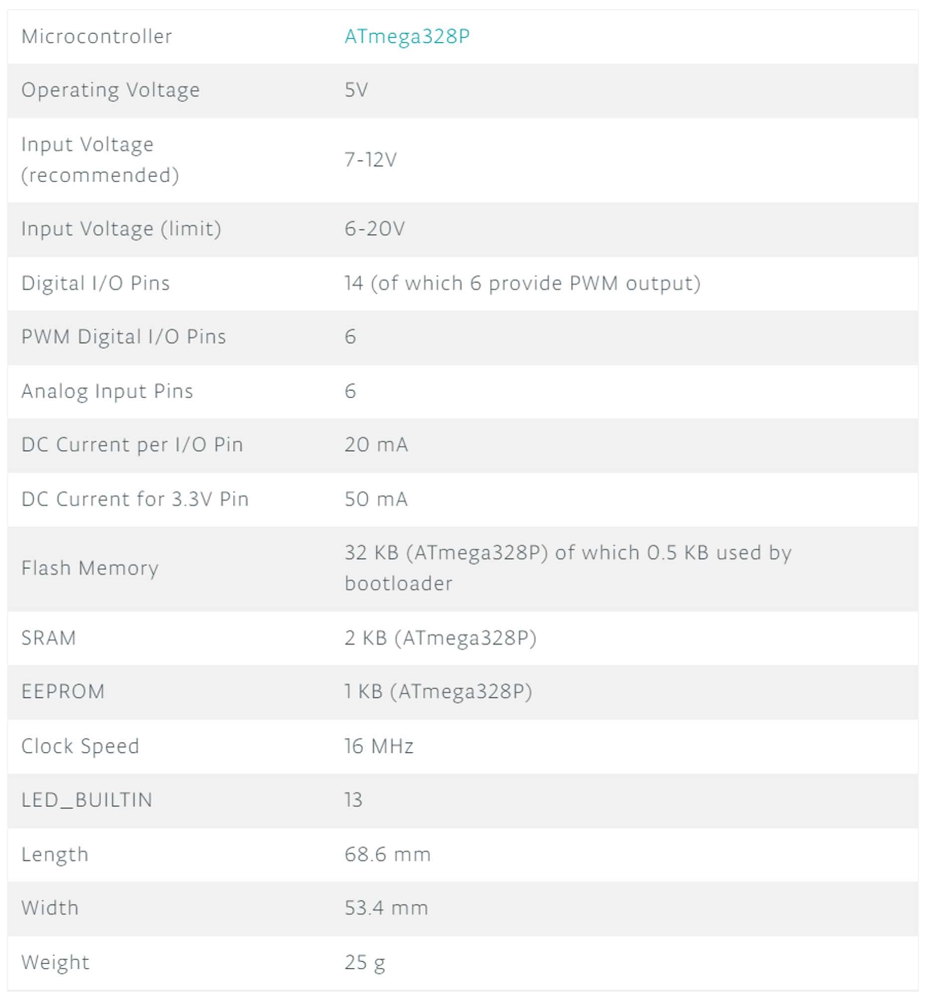 Microcontroller ATmega328P
Operating Voltage 5V
Input Voltage
(recommended) 7-12V
Input Voltage (limit) 6-20V
Digital I/O Pins 14 (of which 6 provide PWM output)
PWM Digital I/O Pins 6
Analog Input Pins 6
DC Current per I/O Pin 20 mA
DC Current for 3.3V Pin 50 mA
Flash Memory 32 KB (ATmega328P) of which 0.5 KB used by
bootloader
SRAM 2 KB (ATmega328P)
EEPROM 1 KB (ATmega328P)
Clock Speed 16 MHz
LED_BUILTIN 13
Length 68.6 mm
Width 53.4 mm
Weight 25 g